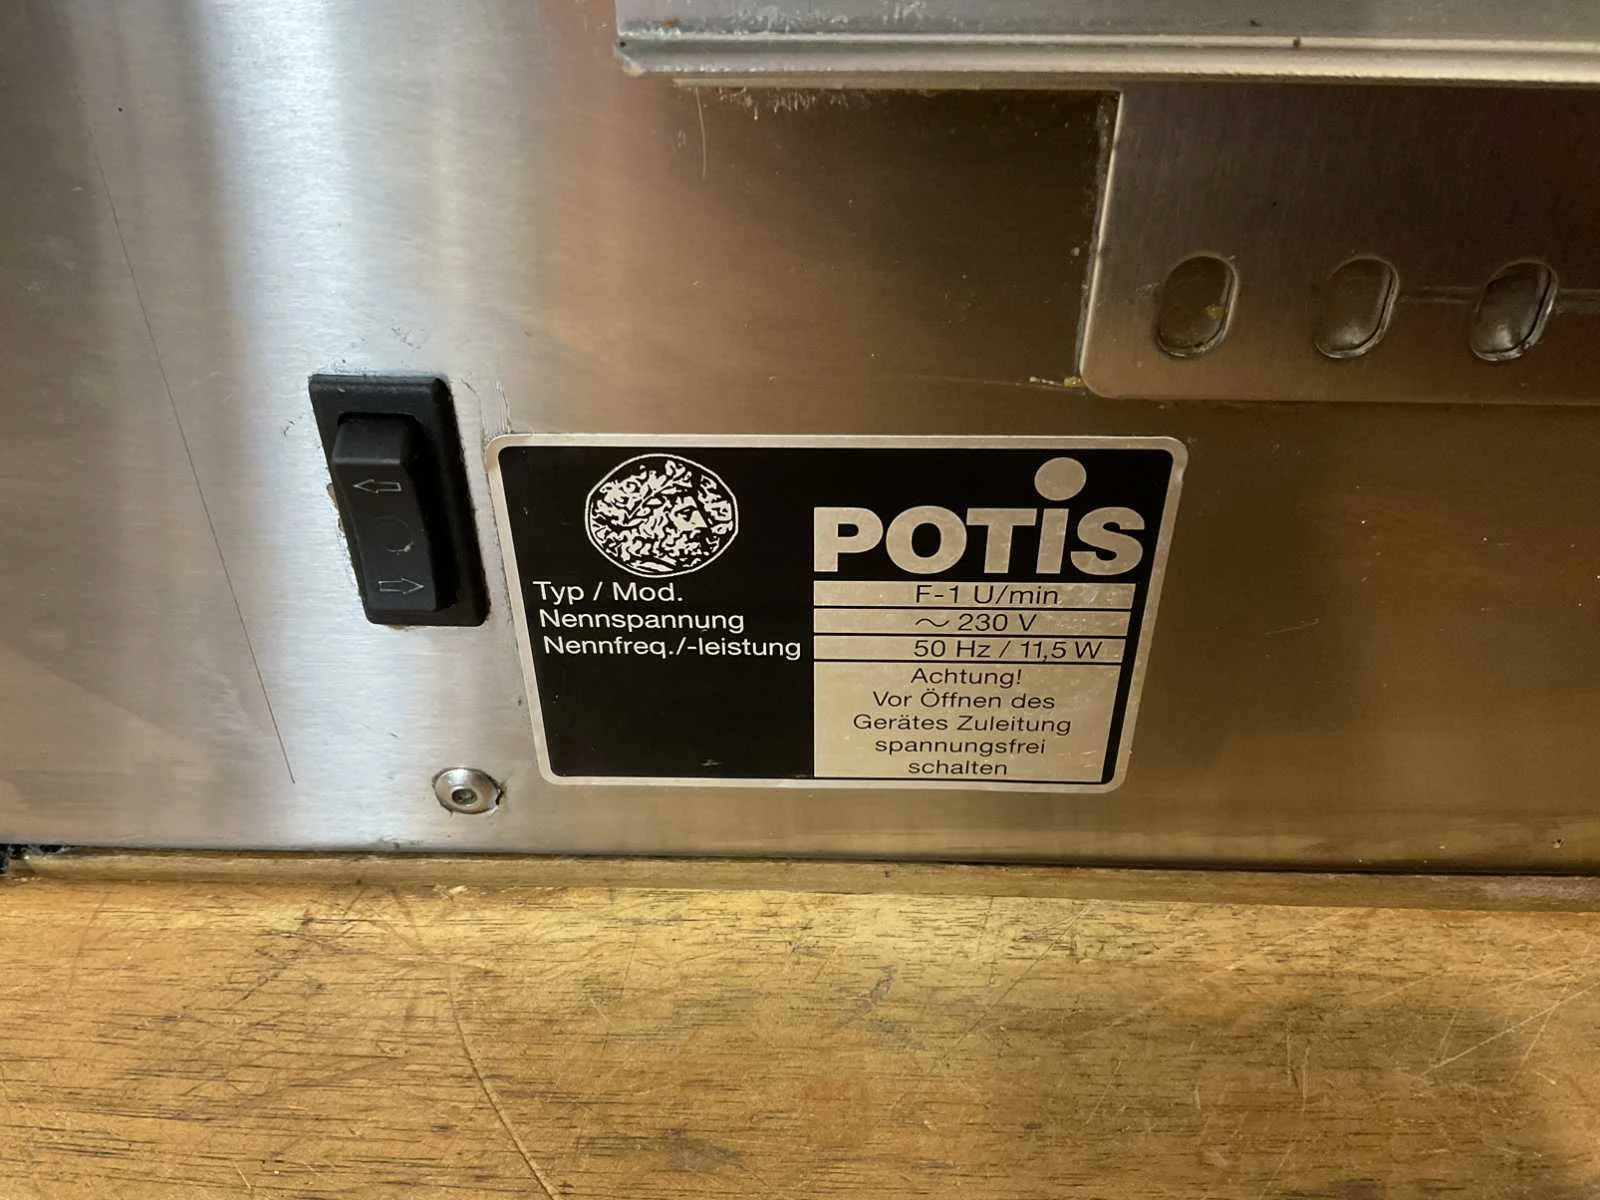 POTIS
Typ / Mod. F-1 U/min
Nennspannung ~ 230 V
Nennfreq./-leistung 50 Hz / 11,5 W
Achtung!
Vor Öffnen des
Gerätes Zuleitung
spannungsfrei
schalten